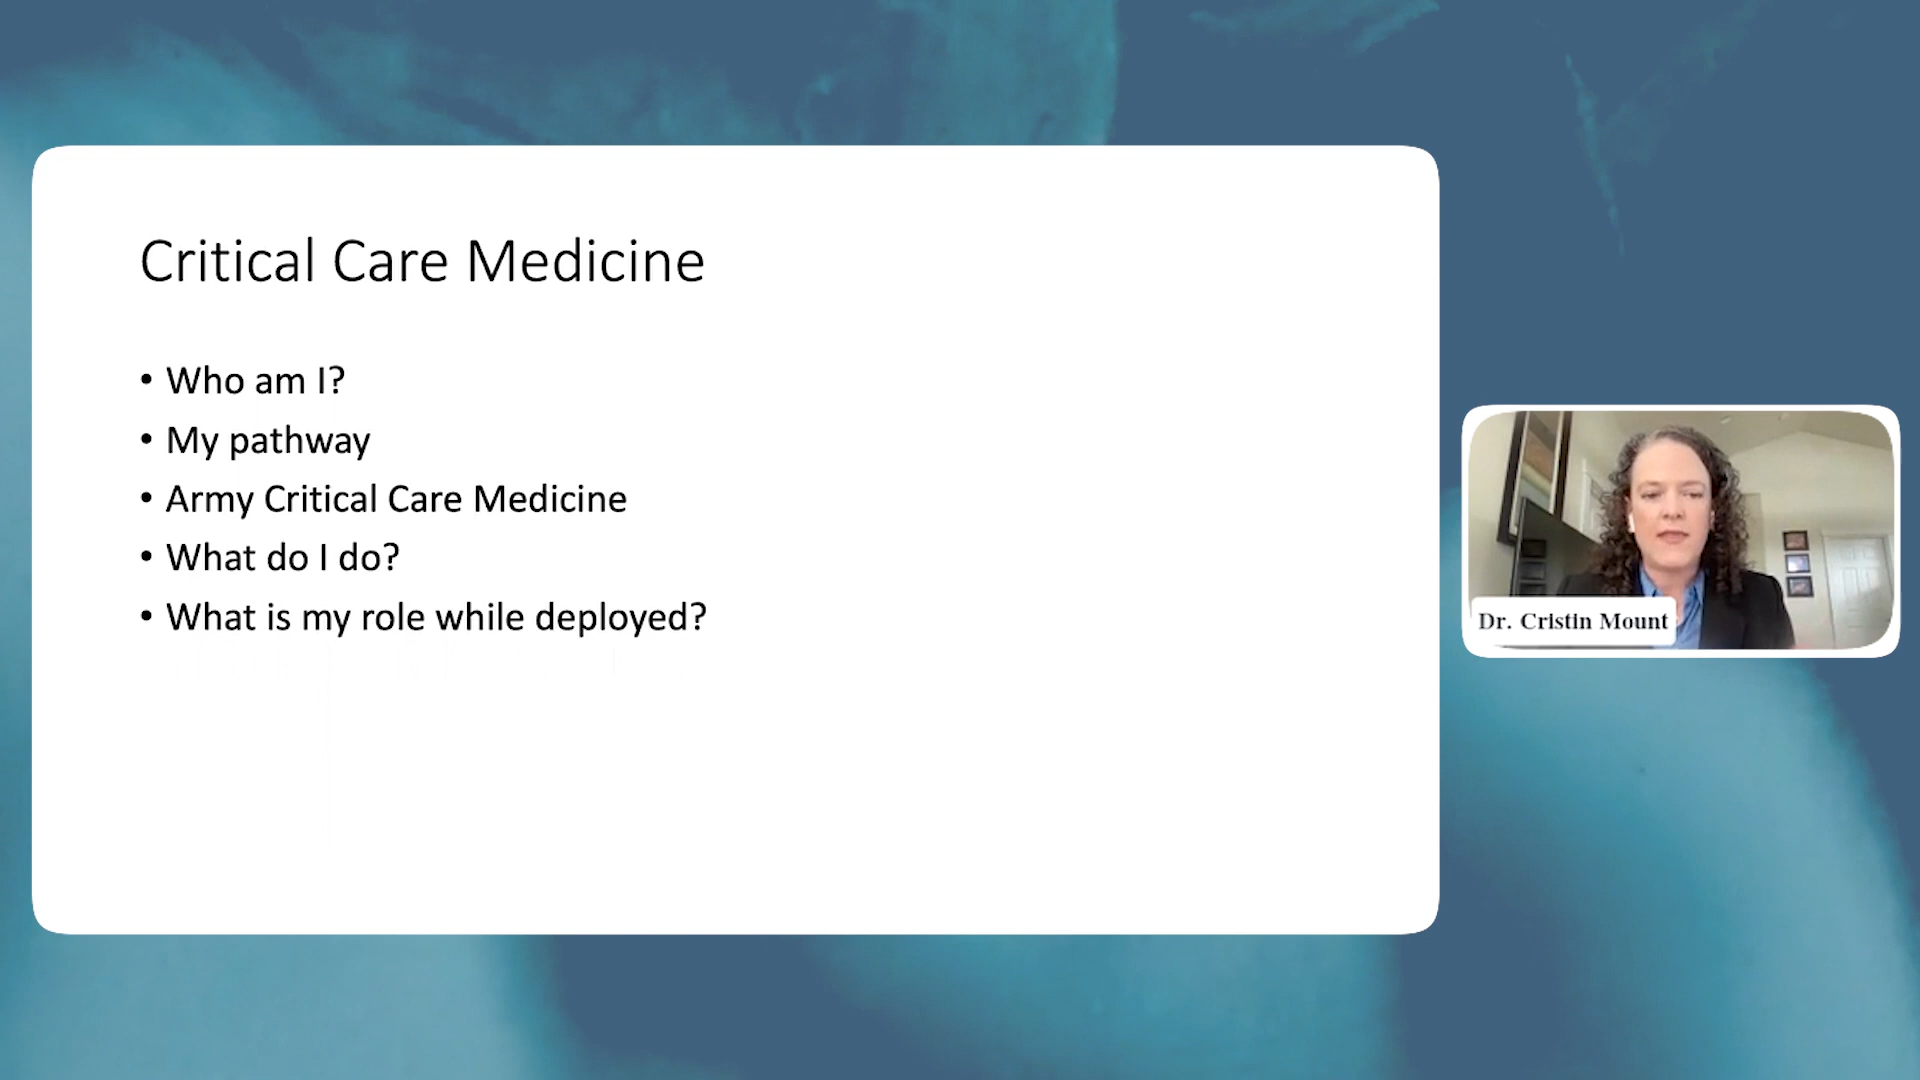 Critical Care Medicine
• Who am I?
• My pathway
• Army Critical Care Medicine
• What do I do?
• What is my role while deployed?
Dr. Cristin Mount